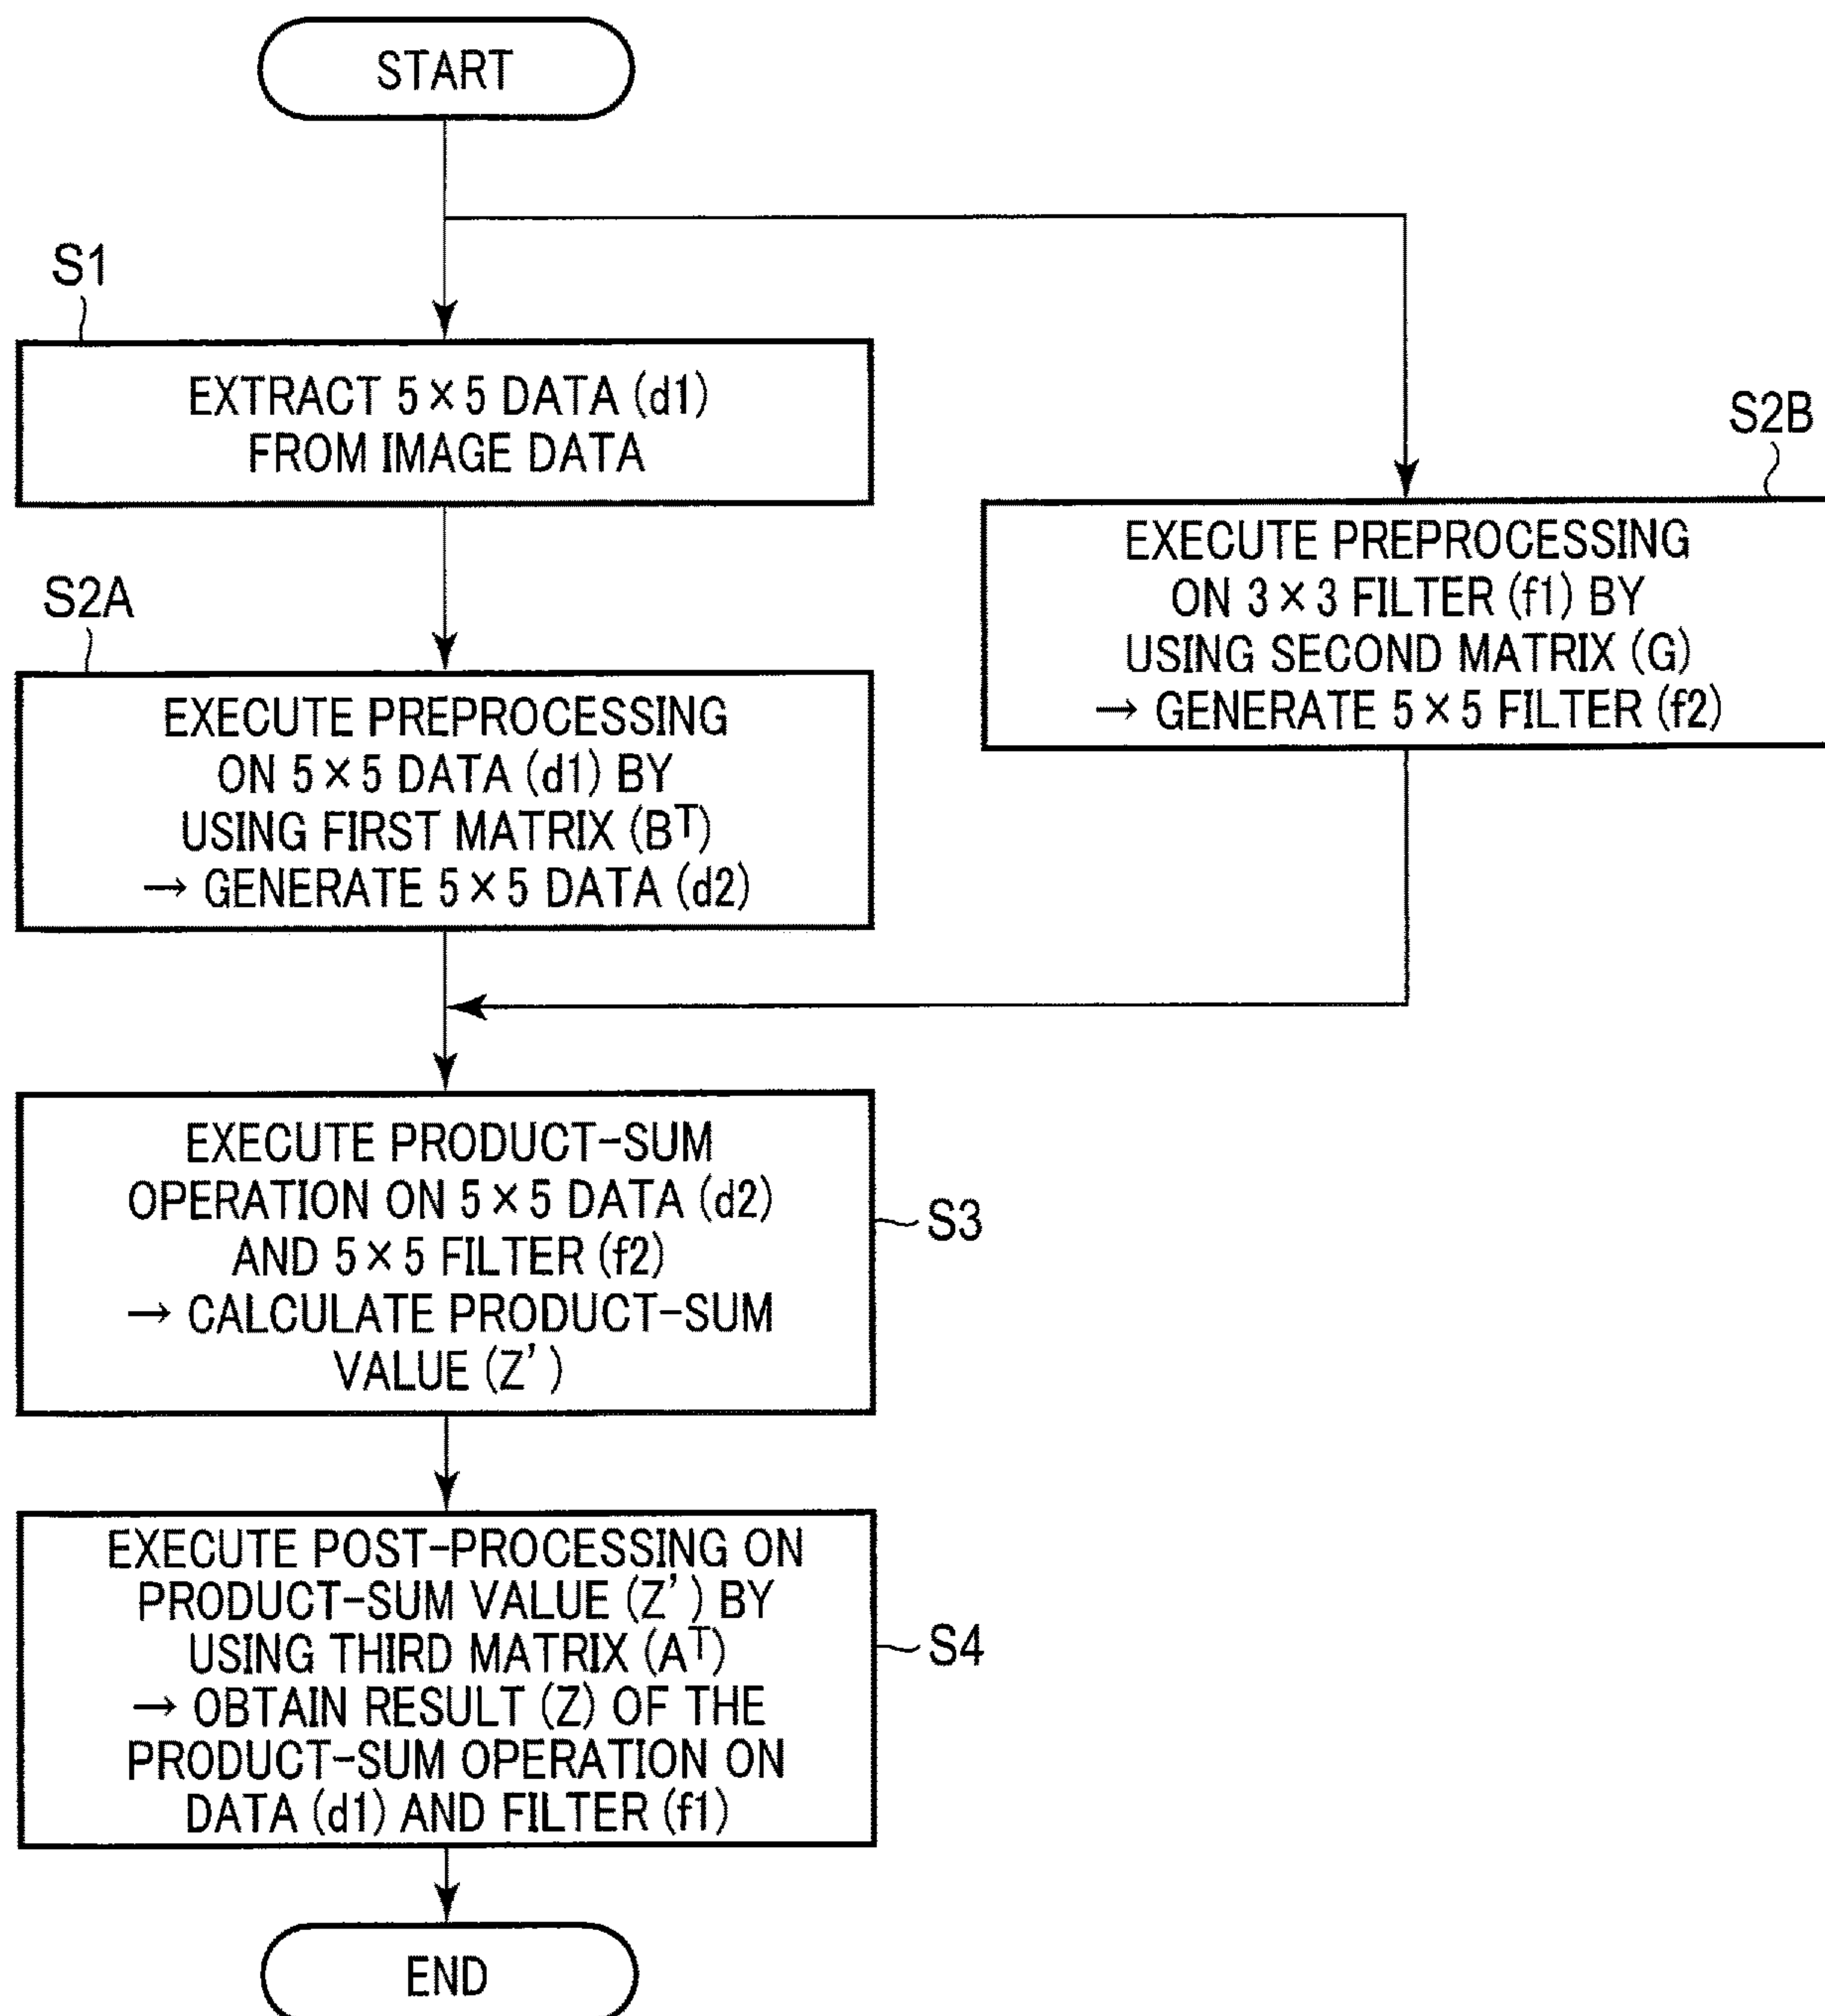 START
S1
EXTRACT 5×5 DATA (d1)
FROM IMAGE DATA
S2B
EXECUTE PREPROCESSING
ON 3×3 FILTER (f1) BY
USING SECOND MATRIX (G)
→ GENERATE 5×5 FILTER (f2)
S2A
EXECUTE PREPROCESSING
ON 5×5 DATA (d1) BY
USING FIRST MATRIX (Bᵀ)
→ GENERATE 5×5 DATA (d2)
EXECUTE PRODUCT-SUM
OPERATION ON 5×5 DATA (d2)
AND 5×5 FILTER (f2)
→ CALCULATE PRODUCT-SUM
VALUE (Z')
S3
EXECUTE POST-PROCESSING ON
PRODUCT-SUM VALUE (Z') BY
USING THIRD MATRIX (Aᵀ)
→ OBTAIN RESULT (Z) OF THE
PRODUCT-SUM OPERATION ON
DATA (d1) AND FILTER (f1)
S4
END